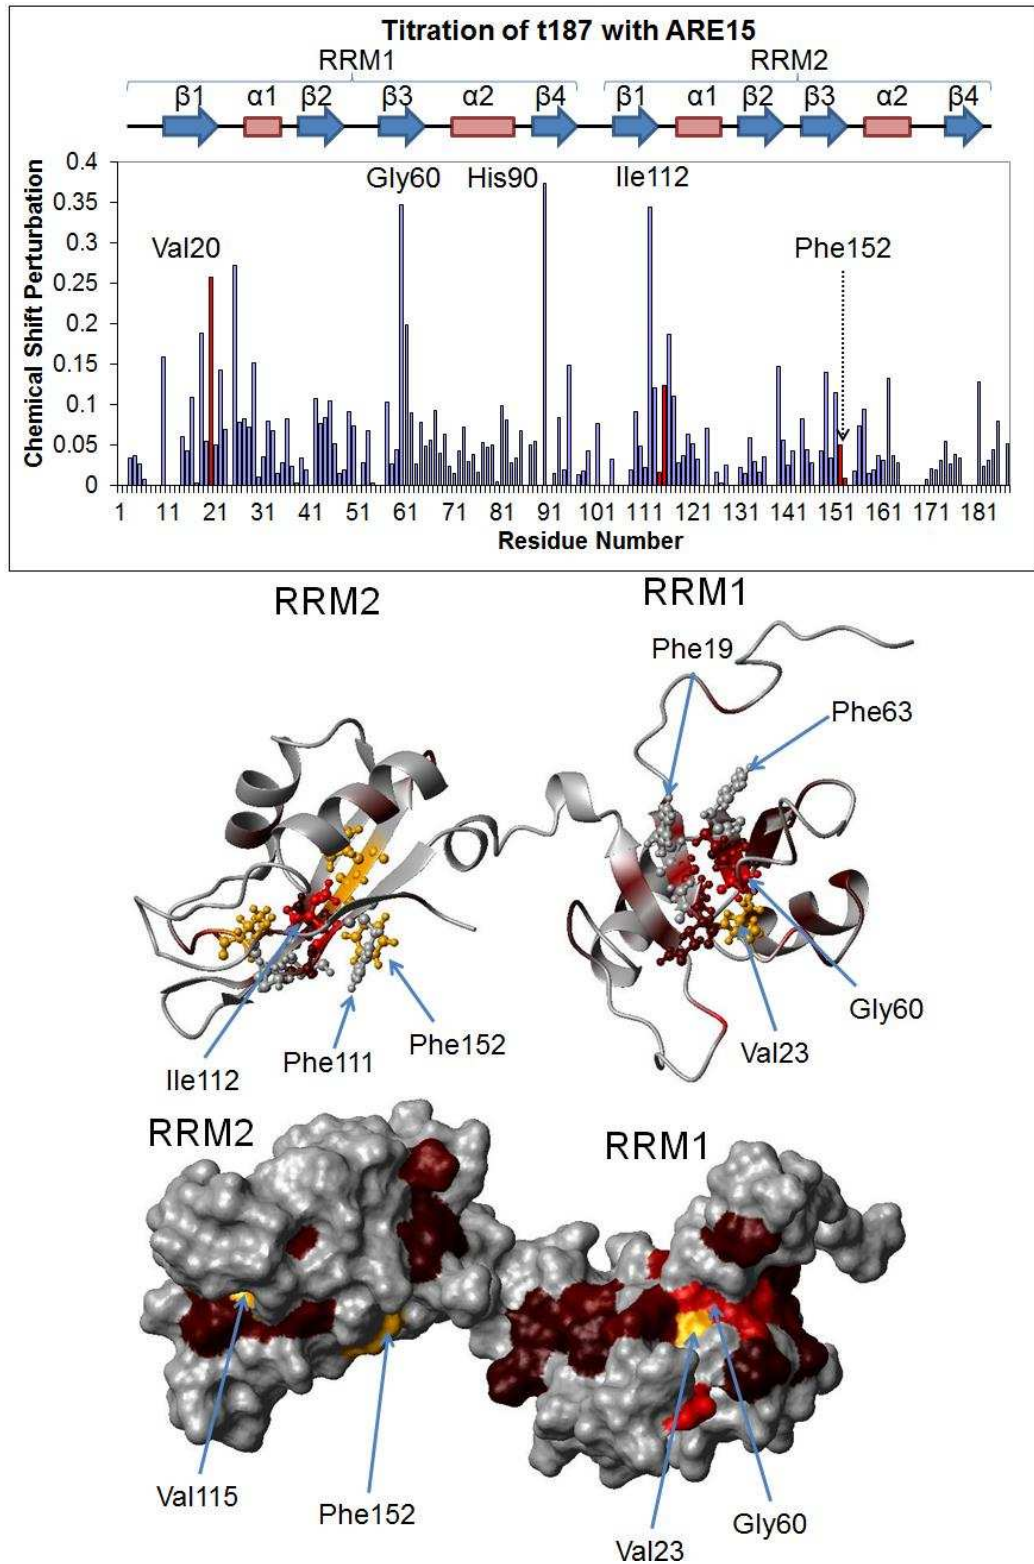 Titration of t187 with ARE15
RRM1 RRM2
β1 α1 β2 β3 α2 β4 β1 α1 β2 β3 α2 β4
Chemical Shift Perturbation
0.4
0.35
0.3
0.25
0.2
0.15
0.1
0.05
0
Gly60 His90 Ile112
Val20 Phe152
1 11 21 31 41 51 61 71 81 91 101 111 121 131 141 151 161 171 181
Residue Number
RRM2 RRM1
Phe19
Phe63
Gly60
Val23
Phe152
Phe111
Ile112
RRM2 RRM1
Val115
Phe152
Gly60
Val23